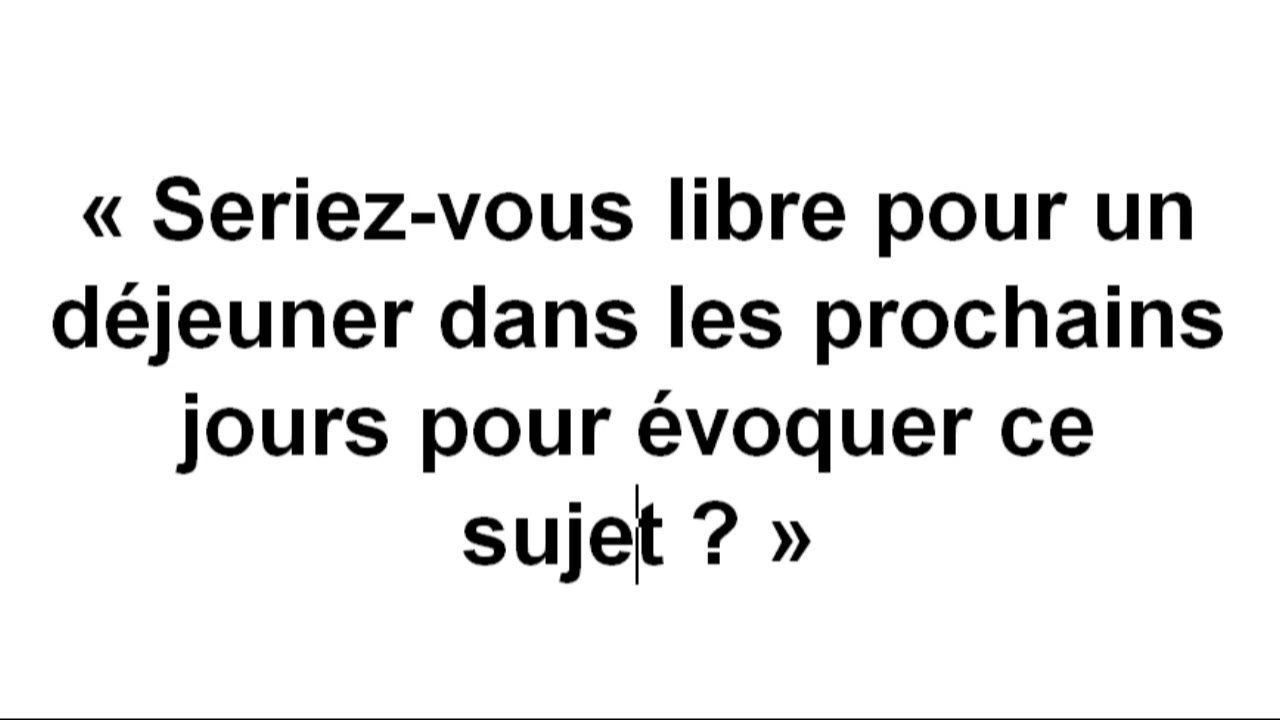 « Seriez-vous libre pour un
déjeuner dans les prochains
jours pour évoquer ce
sujet ? »